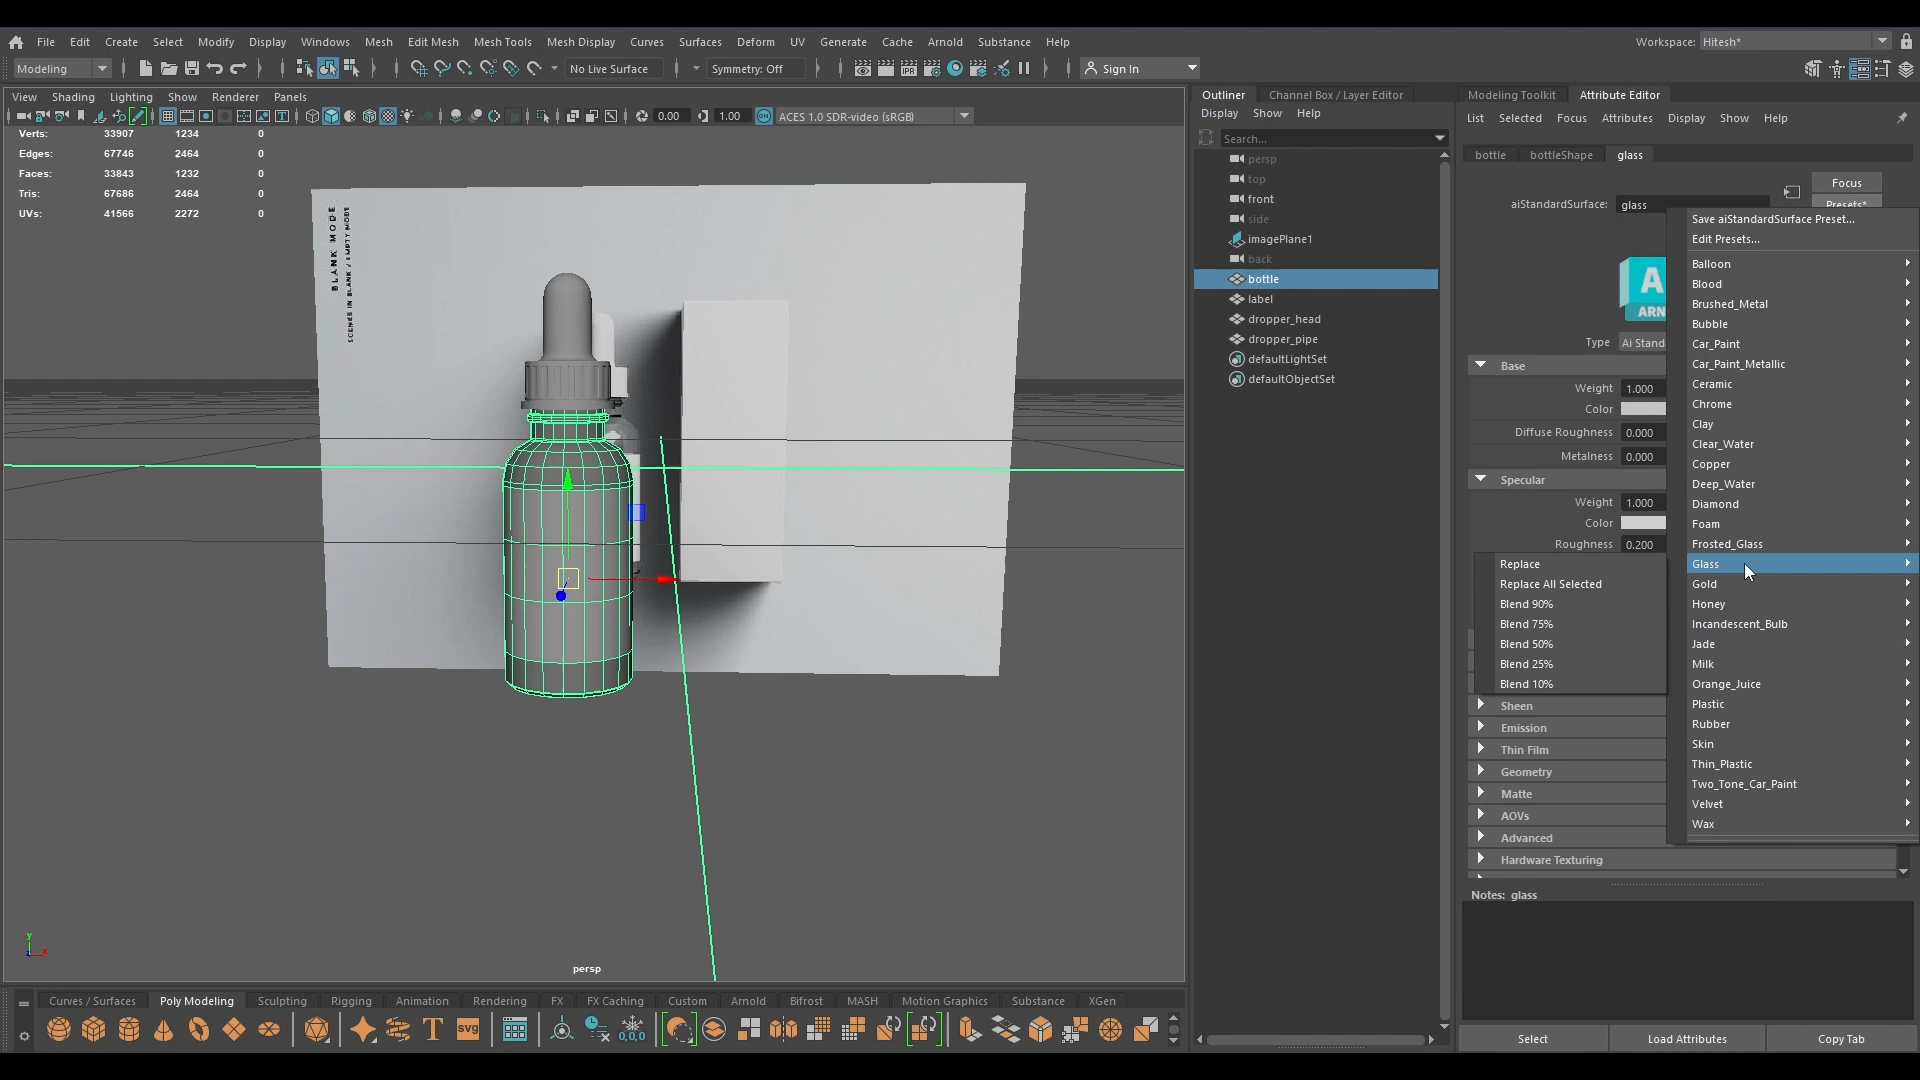 File Edit Create Select Modify Display Windows Mesh Edit Mesh Mesh Tools Mesh Display Curves Surfaces Deform UV Generate Cache Arnold Substance Help
Workspace: Hitesh*
Modeling
No Live Surface
Symmetry: Off
Sign In
View Shading Lighting Show Renderer Panels
0.00
1.00
ACES 1.0 SDR-video (sRGB)
Verts: 33907 1234 0
Edges: 67746 2464 0
Faces: 33843 1232 0
Tris: 67686 2464 0
UVs: 41566 2272 0
BLANK MODE
SCENES IN BLANK / EMPTY MODE
persp
Outliner Channel Box / Layer Editor
Display Show Help
Search...
persp
top
front
side
imagePlane1
back
bottle
label
dropper_head
dropper_pipe
defaultLightSet
defaultObjectSet
Modeling Toolkit Attribute Editor
List Selected Focus Attributes Display Show Help
bottle bottleShape glass
Focus
aiStandardSurface: glass
Presets*
Type Ai Stand
Base
Weight 1.000
Color
Diffuse Roughness 0.000
Metalness 0.000
Specular
Weight 1.000
Color
Roughness 0.200
Replace
Replace All Selected
Blend 90%
Blend 75%
Blend 50%
Blend 25%
Blend 10%
Sheen
Emission
Thin Film
Geometry
Matte
AOVs
Advanced
Hardware Texturing
Save aiStandardSurface Preset...
Edit Presets...
Balloon
Blood
Brushed_Metal
Bubble
Car_Paint
Car_Paint_Metallic
Ceramic
Chrome
Clay
Clear_Water
Copper
Deep_Water
Diamond
Foam
Frosted_Glass
Glass
Gold
Honey
Incandescent_Bulb
Jade
Milk
Orange_Juice
Plastic
Rubber
Skin
Thin_Plastic
Two_Tone_Car_Paint
Velvet
Wax
Notes: glass
Select Load Attributes Copy Tab
Curves / Surfaces Poly Modeling Sculpting Rigging Animation Rendering FX FX Caching Custom Arnold Bifrost MASH Motion Graphics Substance XGen
T
svg
0,0,0